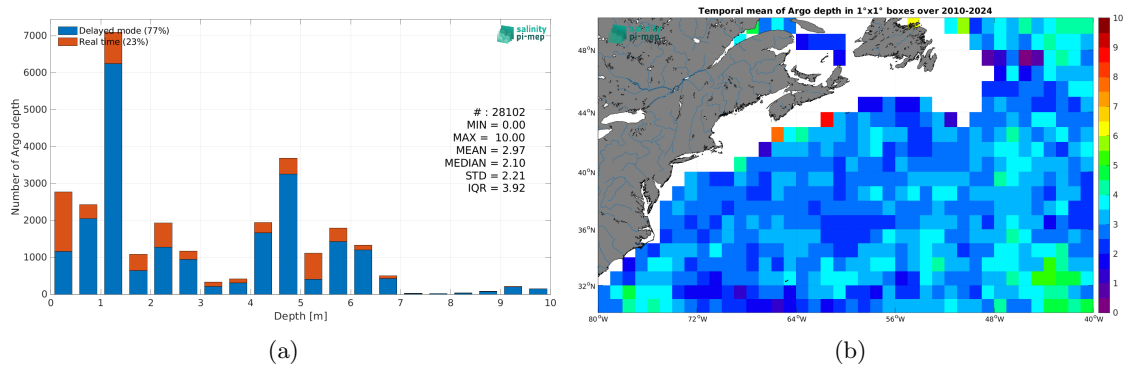 Delayed mode (77%)
Real time (23%)
salinity
pi-mep
# : 28102
MIN = 0.00
MAX = 10.00
MEAN = 2.97
MEDIAN = 2.10
STD = 2.21
IQR = 3.92
Number of Argo depth
7000
6000
5000
4000
3000
2000
1000
0
0 1 2 3 4 5 6 7 8 9 10
Depth [m]
(a)
Temporal mean of Argo depth in 1°x1° boxes over 2010-2024
salinity
pi-mep
48°N
44°N
40°N
36°N
32°N
80°W 72°W 64°W 56°W 48°W 40°W
10
9
8
7
6
5
4
3
2
1
0
(b)